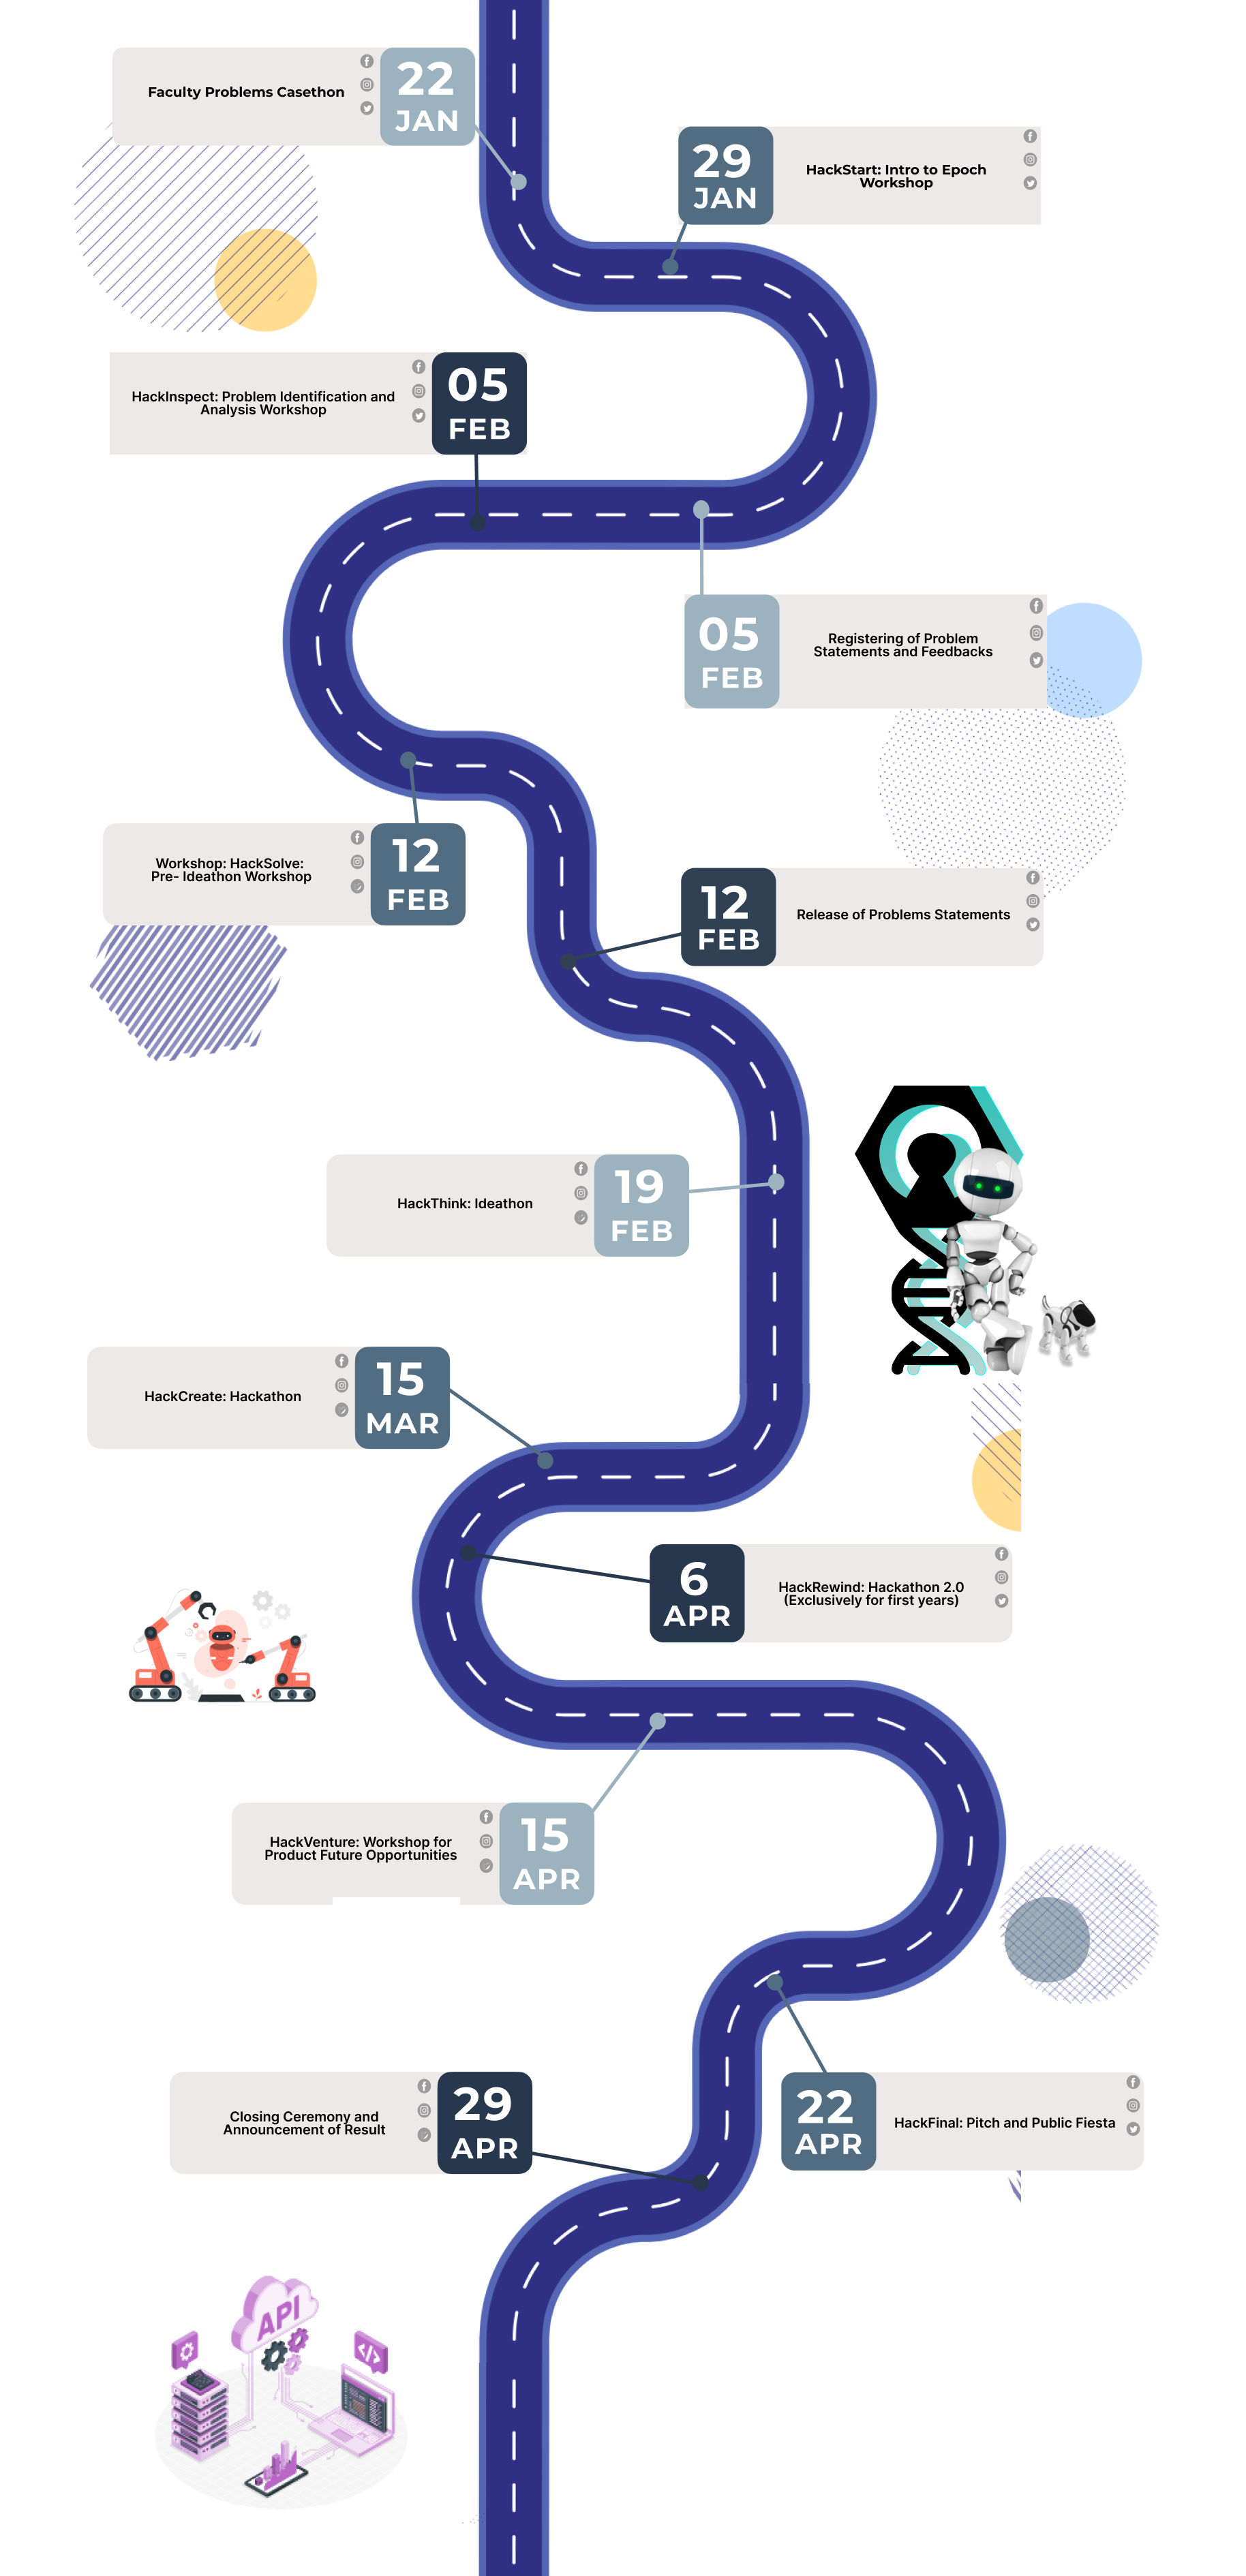 Faculty Problems Casethon
22
JAN
29
JAN
HackStart: Intro to Epoch
Workshop
HackInspect: Problem Identification and
Analysis Workshop
05
FEB
05
FEB
Registering of Problem
Statements and Feedbacks
Workshop: HackSolve:
Pre- Ideathon Workshop
12
FEB
12
FEB
Release of Problems Statements
HackThink: Ideathon
19
FEB
HackCreate: Hackathon
15
MAR
6
APR
HackRewind: Hackathon 2.0
(Exclusively for first years)
HackVenture: Workshop for
Product Future Opportunities
15
APR
Closing Ceremony and
Announcement of Result
29
APR
22
APR
HackFinal: Pitch and Public Fiesta
API